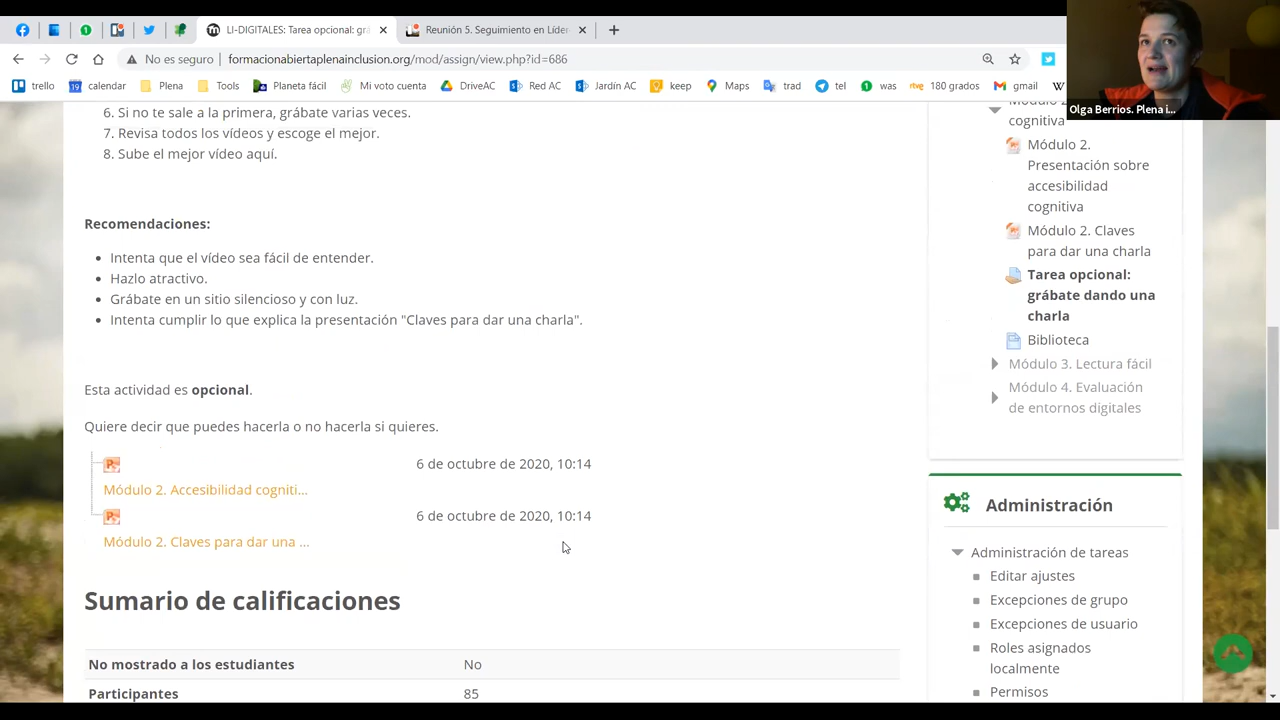 LI-DIGITALES: Tarea opcional: grá
Reunión 5. Seguimiento en Líder
No es seguro
formacionabiertaplenainclusion.org/mod/assign/view.php?id=686
trello
calendar
Plena
Tools
Planeta fácil
Mi voto cuenta
DriveAC
Red AC
Jardín AC
keep
Maps
trad
tel
was
180 grados
gmail
Olga Berrios. Plena i...
6. Si no te sale a la primera, grábate varias veces.
7. Revisa todos los vídeos y escoge el mejor.
8. Sube el mejor vídeo aquí.
Recomendaciones:
Intenta que el vídeo sea fácil de entender.
Hazlo atractivo.
Grábate en un sitio silencioso y con luz.
Intenta cumplir lo que explica la presentación "Claves para dar una charla".
Esta actividad es opcional.
Quiere decir que puedes hacerla o no hacerla si quieres.
6 de octubre de 2020, 10:14
Módulo 2. Accesibilidad cogniti...
6 de octubre de 2020, 10:14
Módulo 2. Claves para dar una ...
Sumario de calificaciones
No mostrado a los estudiantes No
Participantes 85
cognitiva
Módulo 2.
Presentación sobre
accesibilidad
cognitiva
Módulo 2. Claves
para dar una charla
Tarea opcional:
grábate dando una
charla
Biblioteca
Módulo 3. Lectura fácil
Módulo 4. Evaluación
de entornos digitales
Administración
Administración de tareas
Editar ajustes
Excepciones de grupo
Excepciones de usuario
Roles asignados
localmente
Permisos